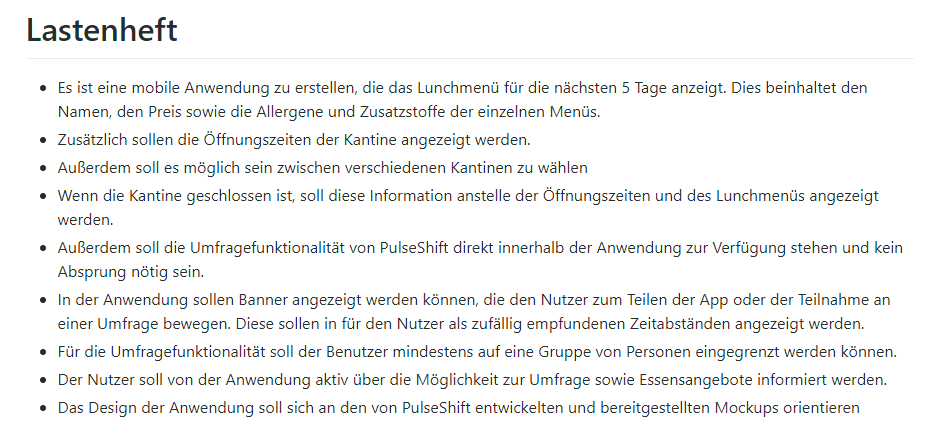 Lastenheft
Es ist eine mobile Anwendung zu erstellen, die das Lunchmenü für die nächsten 5 Tage anzeigt. Dies beinhaltet den
Namen, den Preis sowie die Allergene und Zusatzstoffe der einzelnen Menüs.
Zusätzlich sollen die Öffnungszeiten der Kantine angezeigt werden.
Außerdem soll es möglich sein zwischen verschiedenen Kantinen zu wählen
Wenn die Kantine geschlossen ist, soll diese Information anstelle der Öffnungszeiten und des Lunchmenüs angezeigt
werden.
Außerdem soll die Umfragefunktionalität von PulseShift direkt innerhalb der Anwendung zur Verfügung stehen und kein
Absprung nötig sein.
In der Anwendung sollen Banner angezeigt werden können, die den Nutzer zum Teilen der App oder der Teilnahme an
einer Umfrage bewegen. Diese sollen in für den Nutzer als zufällig empfundenen Zeitabständen angezeigt werden.
Für die Umfragefunktionalität soll der Benutzer mindestens auf eine Gruppe von Personen eingegrenzt werden können.
Der Nutzer soll von der Anwendung aktiv über die Möglichkeit zur Umfrage sowie Essensangebote informiert werden.
Das Design der Anwendung soll sich an den von PulseShift entwickelten und bereitgestellten Mockups orientieren